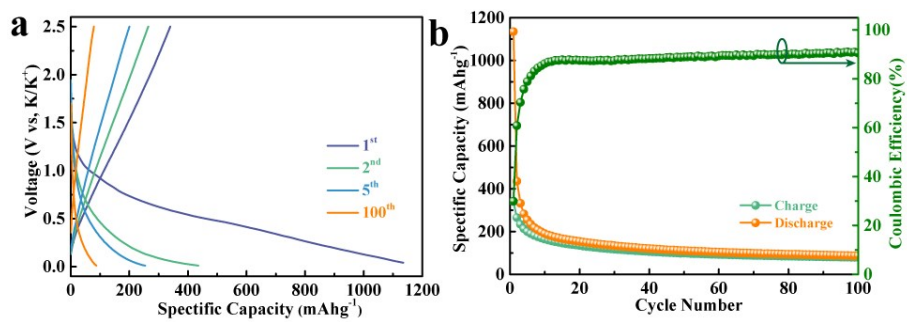 a
2.5
2.0
1.5
1.0
0.5
0.0
Voltage (V vs, K/K+)
1st
2nd
5th
100th
0 200 400 600 800 1000 1200
Spectific Capacity (mAhg-1)
b
1200
1000
800
600
400
200
0
Spectific Capacity (mAhg-1)
100
80
60
40
20
0
Coulombic Efficiency(%)
Charge
Discharge
0 20 40 60 80 100
Cycle Number